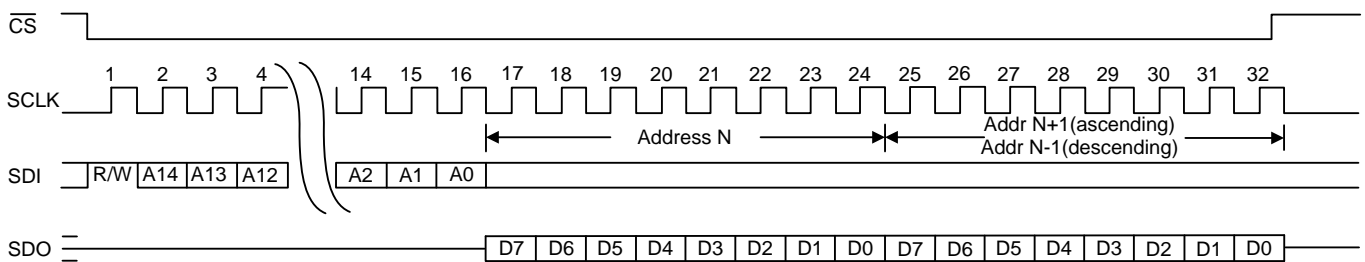 CS
1 2 3 4 14 15 16 17 18 19 20 21 22 23 24 25 26 27 28 29 30 31 32
SCLK
Address N
Addr N+1(ascending)
Addr N-1(descending)
SDI R/W A14 A13 A12 A2 A1 A0
SDO D7 D6 D5 D4 D3 D2 D1 D0 D7 D6 D5 D4 D3 D2 D1 D0